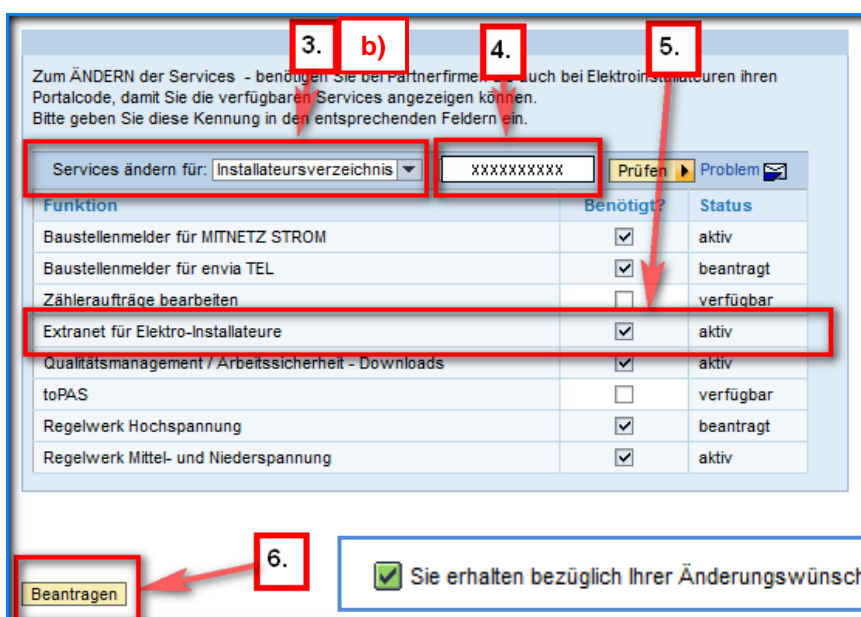 3. b) 4. 5.
Zum ÄNDERN der Services - benötigen Sie bei Partnerfirmen als auch bei Elektroinstallateuren ihren
Portalcode, damit Sie die verfügbaren Services angezeigen können.
Bitte geben Sie diese Kennung in den entsprechenden Feldern ein.
Services ändern für: Installateursverzeichnis xxxxxxxxxx Prüfen Problem
Funktion Benötigt? Status
Baustellenmelder für MITNETZ STROM aktiv
Baustellenmelder für envia TEL beantragt
Zähleraufträge bearbeiten verfügbar
Extranet für Elektro-Installateure aktiv
Qualitätsmanagement / Arbeitssicherheit - Downloads aktiv
toPAS verfügbar
Regelwerk Hochspannung beantragt
Regelwerk Mittel- und Niederspannung aktiv
6.
Sie erhalten bezüglich Ihrer Änderungswünsch
Beantragen